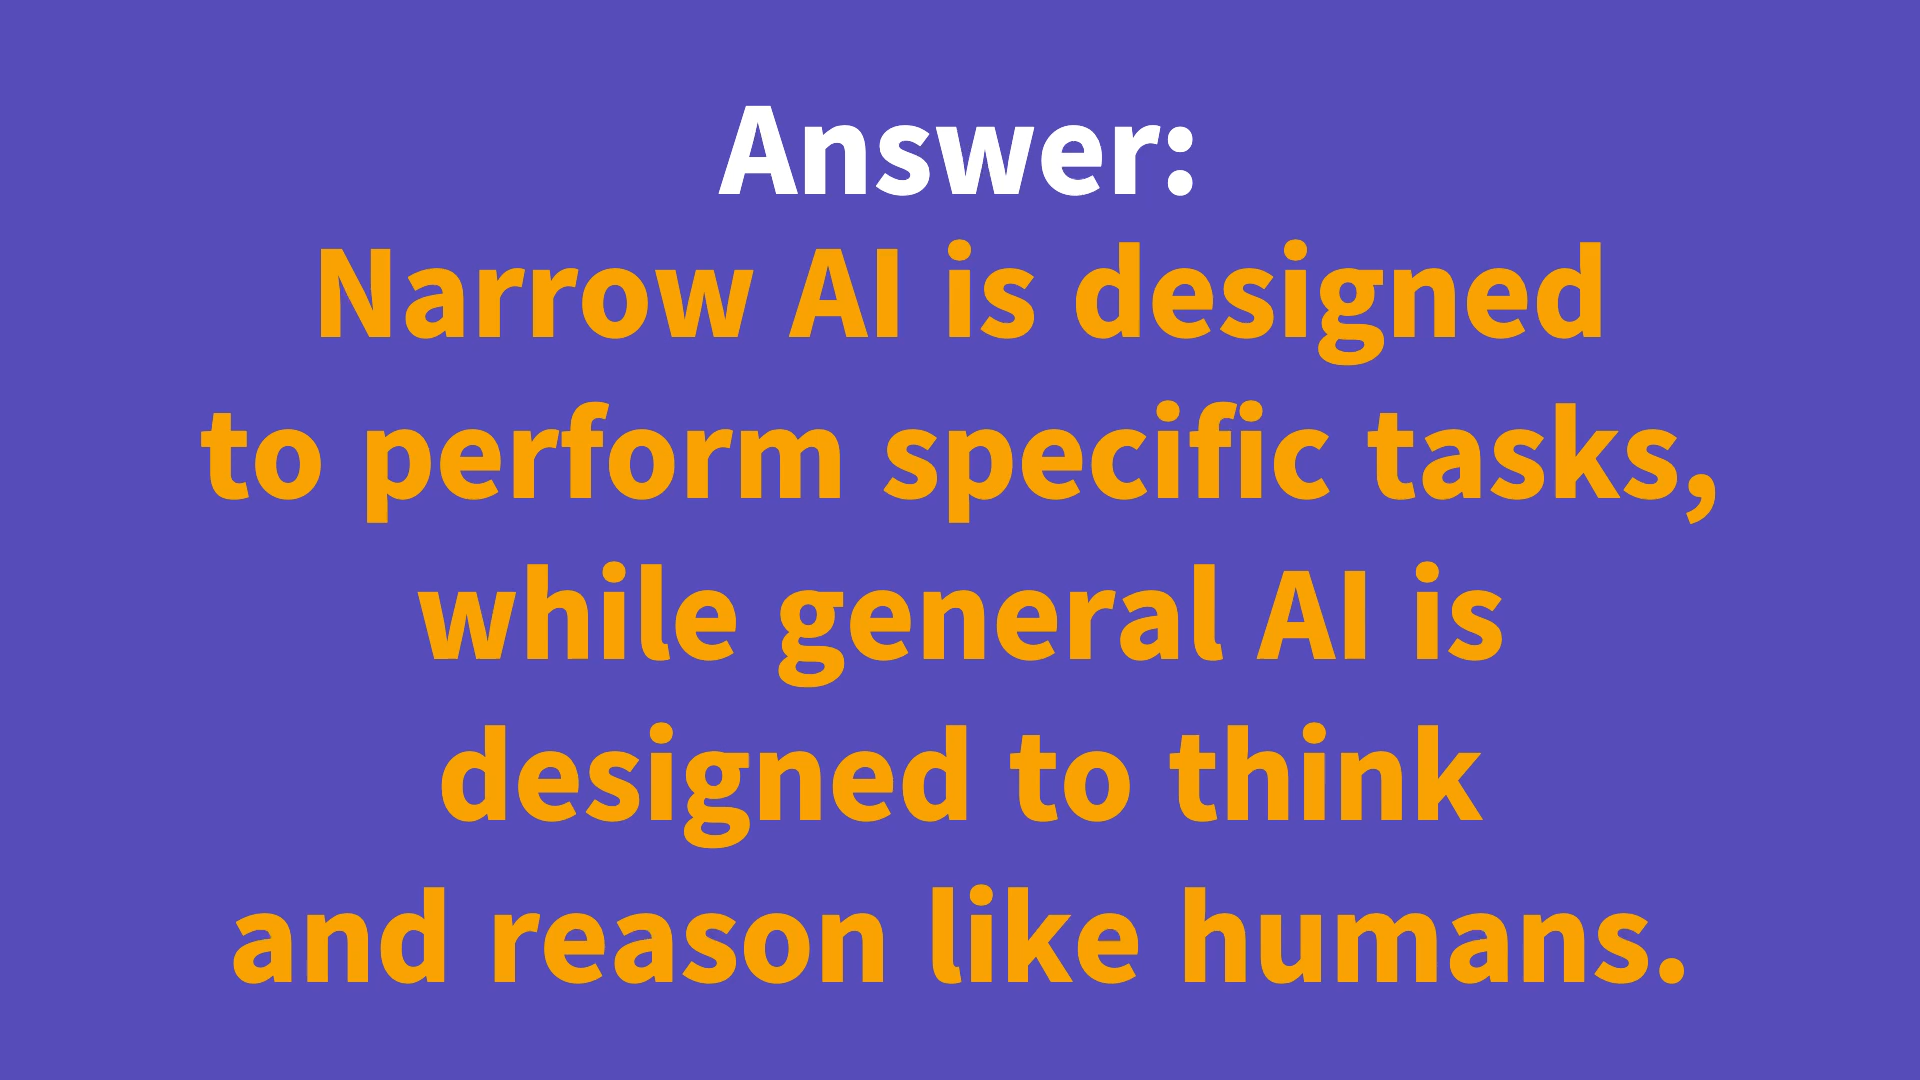 Answer:
Narrow AI is designed
to perform specific tasks,
while general AI is
designed to think
and reason like humans.